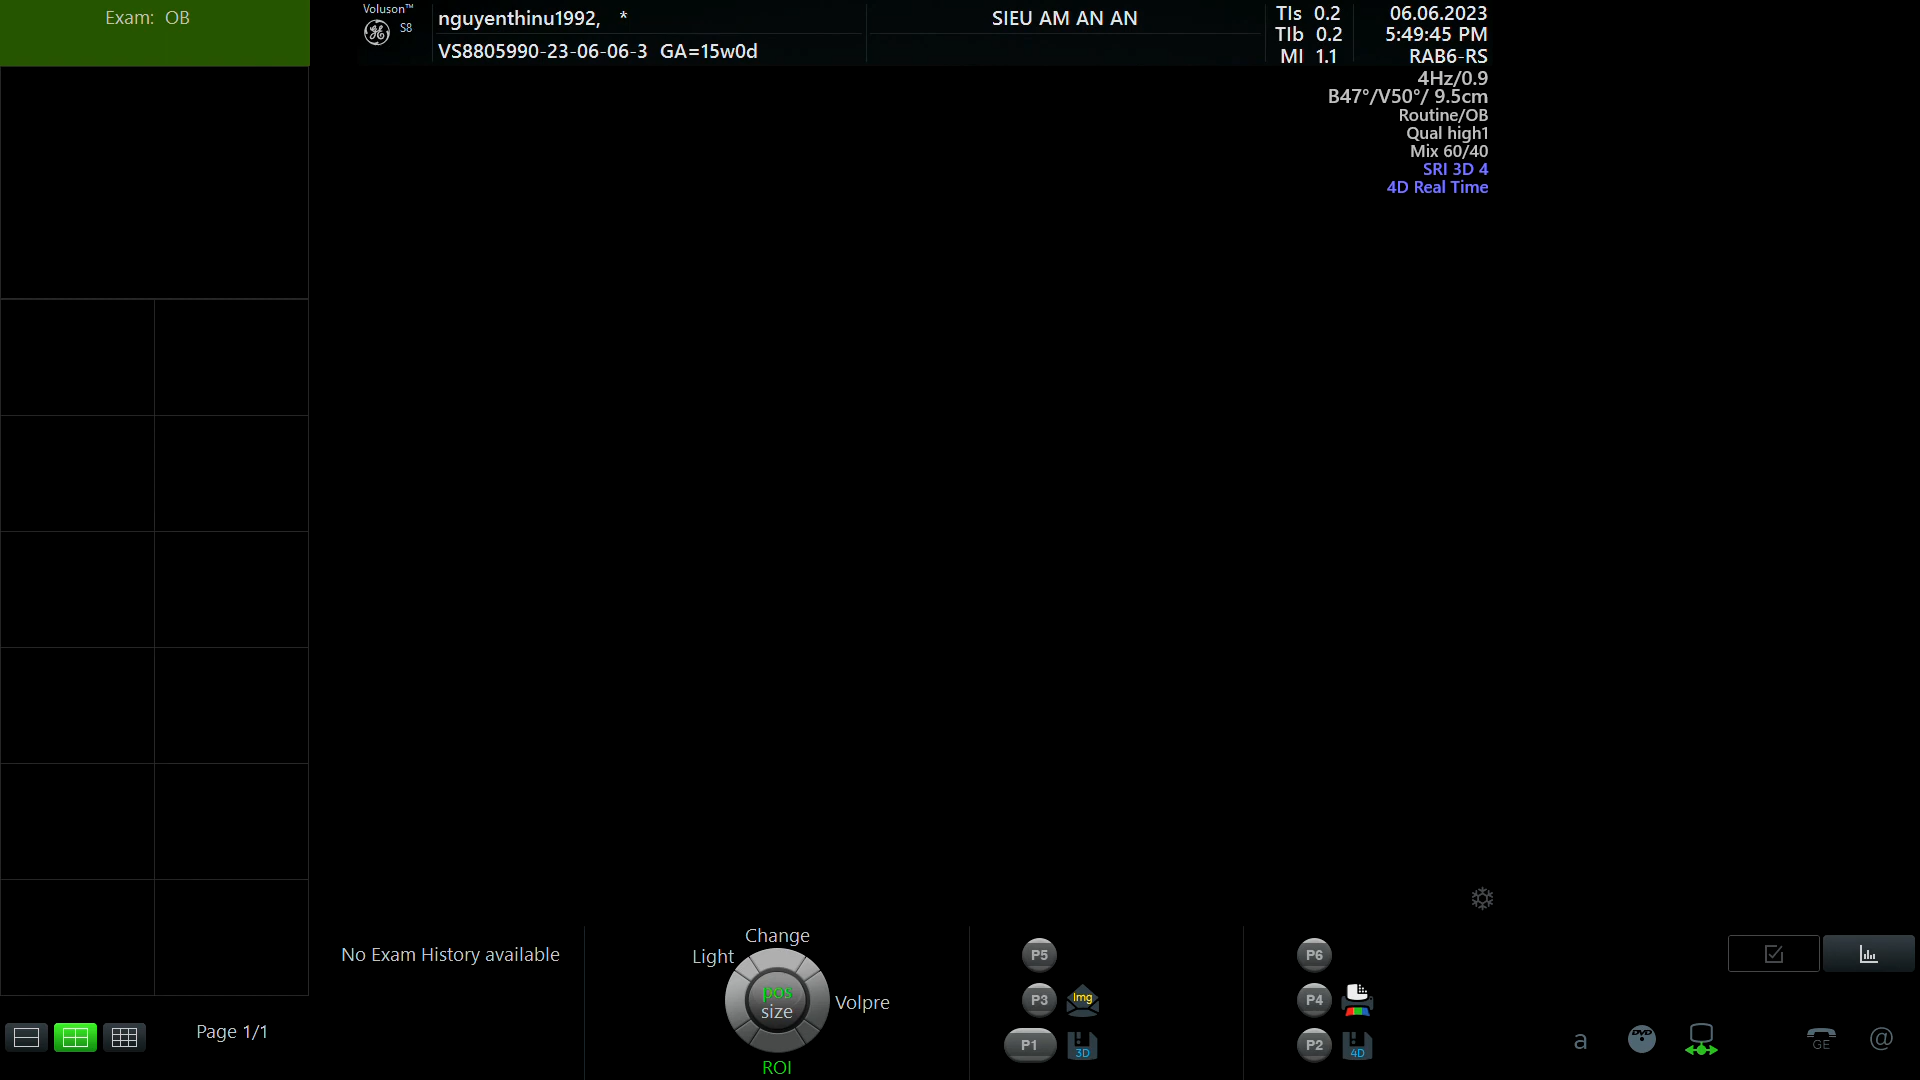 Exam: OB
Voluson™
S8
nguyenthinu1992, *
VS8805990-23-06-06-3 GA=15w0d
SIEU AM AN AN
TIs 0.2
TIb 0.2
MI 1.1
06.06.2023
5:49:45 PM
RAB6-RS
4Hz/0.9
B47°/V50°/ 9.5cm
Routine/OB
Qual high1
Mix 60/40
SRI 3D 4
4D Real Time
No Exam History available
Change
Light
pos
size
Volpre
ROI
P5
P3
Img
P1
3D
P6
P4
P2
4D
Page 1/1
a
DVD
GE
@